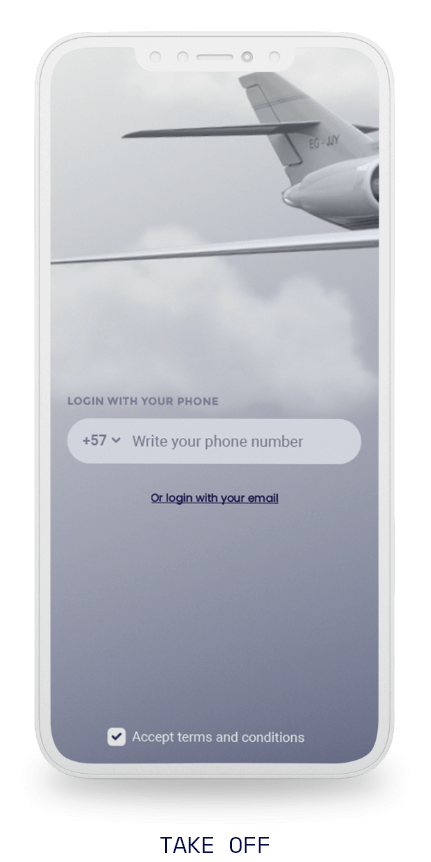 EG - JJY
LOGIN WITH YOUR PHONE
+57 Write your phone number
Or login with your email
Accept terms and conditions
TAKE OFF